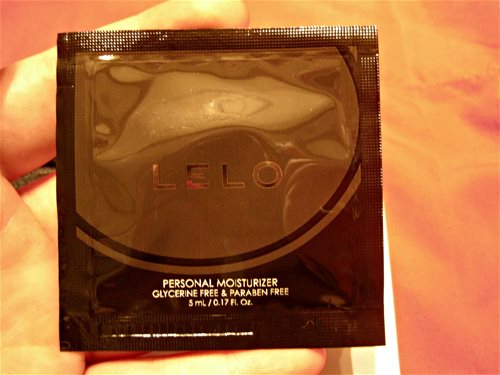 LELO
PERSONAL MOISTURIZER
GLYCERINE FREE & PARABEN FREE
5 mL / 0.17 Fl. Oz.